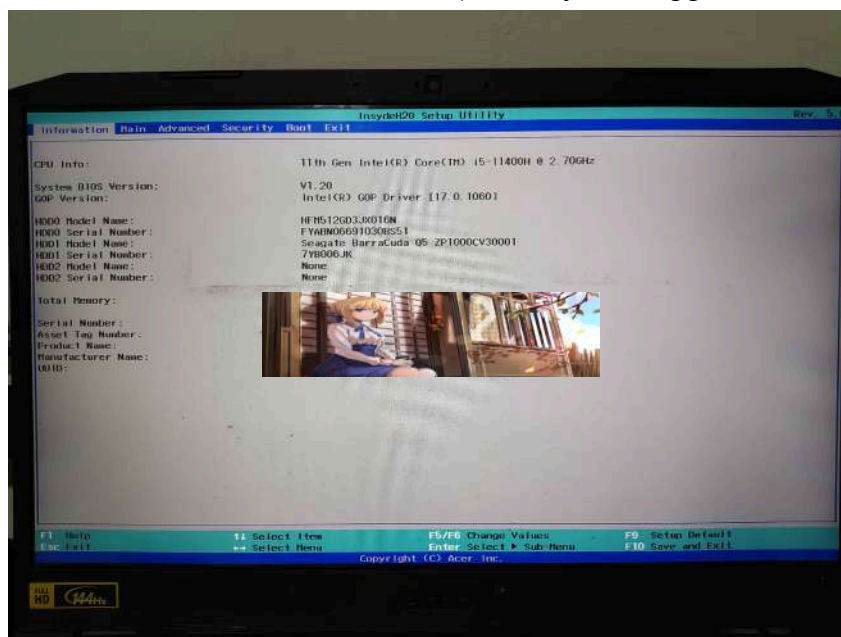 InsydeH20 Setup Utility Rev. 5.
Information Main Advanced Security Boot Exit
CPU Info: 11th Gen Intel(R) Core(TM) i5-11400H @ 2.70GHz
System BIOS Version: V1.20
GOP Version: Intel(R) GOP Driver [17.0.1060]
HDD0 Model Name: HFM512GD3JX016N
HDD0 Serial Number: FYABN06691030BS51
HDD1 Model Name: Seagate BarraCuda Q5 ZP1000CV30001
HDD1 Serial Number: 7YB006JK
HDD2 Model Name: None
HDD2 Serial Number: None
Total Memory:
Serial Number:
Asset Tag Number:
Product Name:
Manufacturer Name:
UUID:
F1 Help ↑↓ Select Item F5/F6 Change Values F9 Setup Default
Esc Exit ↔ Select Menu Enter Select ▶ Sub-Menu F10 Save and Exit
Copyright (C) Acer Inc.
FULL HD 144Hz